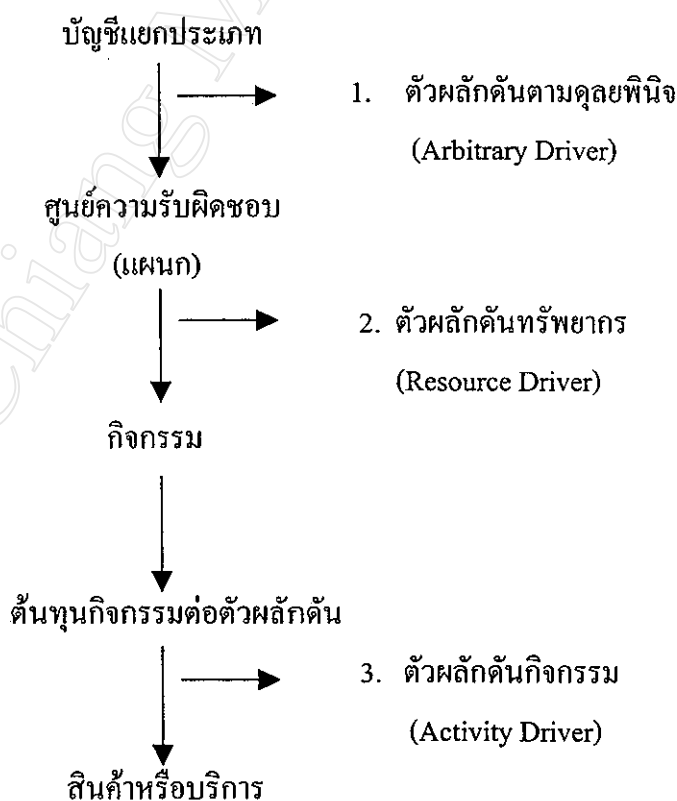 บัญชีแยกประเภท
1. ตัวผลักดันตามดุลยพินิจ
(Arbitrary Driver)
ศูนย์ความรับผิดชอบ
(แผนก)
2. ตัวผลักดันทรัพยากร
(Resource Driver)
กิจกรรม
ต้นทุนกิจกรรมต่อตัวผลักดัน
3. ตัวผลักดันกิจกรรม
(Activity Driver)
สินค้าหรือบริการ